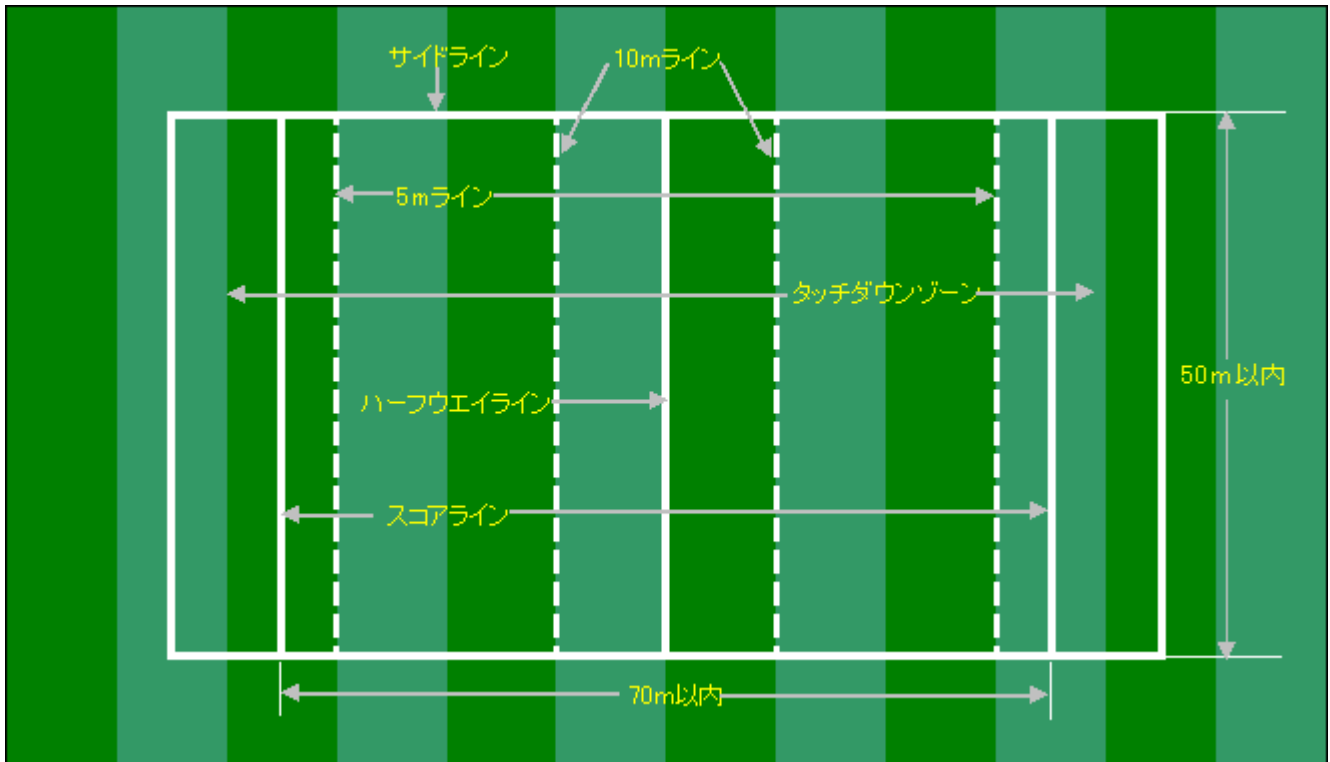 サイドライン
10mライン
5mライン
タッチダウンゾーン
50m以内
ハーフウエイライン
スコアライン
70m以内